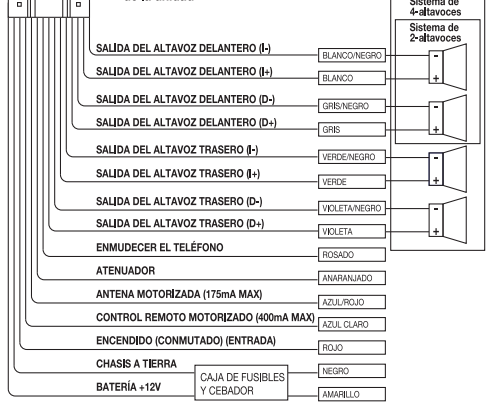 Sistema de
4-altavoces
Sistema de
2-altavoces
SALIDA DEL ALTAVOZ DELANTERO (I-) BLANCO/NEGRO -
SALIDA DEL ALTAVOZ DELANTERO (I+) BLANCO +
SALIDA DEL ALTAVOZ DELANTERO (D-) GRIS/NEGRO -
SALIDA DEL ALTAVOZ DELANTERO (D+) GRIS +
SALIDA DEL ALTAVOZ TRASERO (I-) VERDE/NEGRO -
SALIDA DEL ALTAVOZ TRASERO (I+) VERDE +
SALIDA DEL ALTAVOZ TRASERO (D-) VIOLETA/NEGRO -
SALIDA DEL ALTAVOZ TRASERO (D+) VIOLETA +
ENMUDECER EL TELÉFONO ROSADO
ATENUADOR ANARANJADO
ANTENA MOTORIZADA (175mA MAX) AZUL/ROJO
CONTROL REMOTO MOTORIZADO (400mA MAX) AZUL CLARO
ENCENDIDO (CONMUTADO) (ENTRADA) ROJO
CHASIS A TIERRA NEGRO
CAJA DE FUSIBLES
Y CEBADOR
BATERÍA +12V AMARILLO